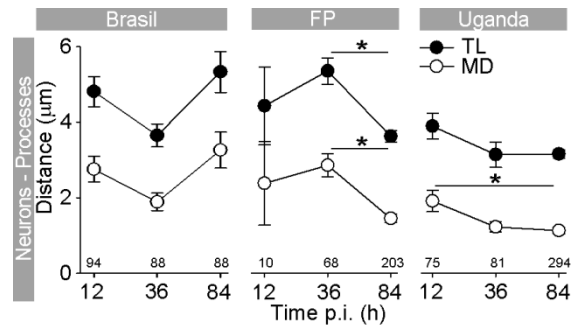 Brasil FP Uganda
Neurons - Processes
Distance (μm)
6
4
2
0
* * *
TL
MD
94 88 88 10 68 203 75 81 294
12 36 84 12 36 84 12 36 84
Time p.i. (h)